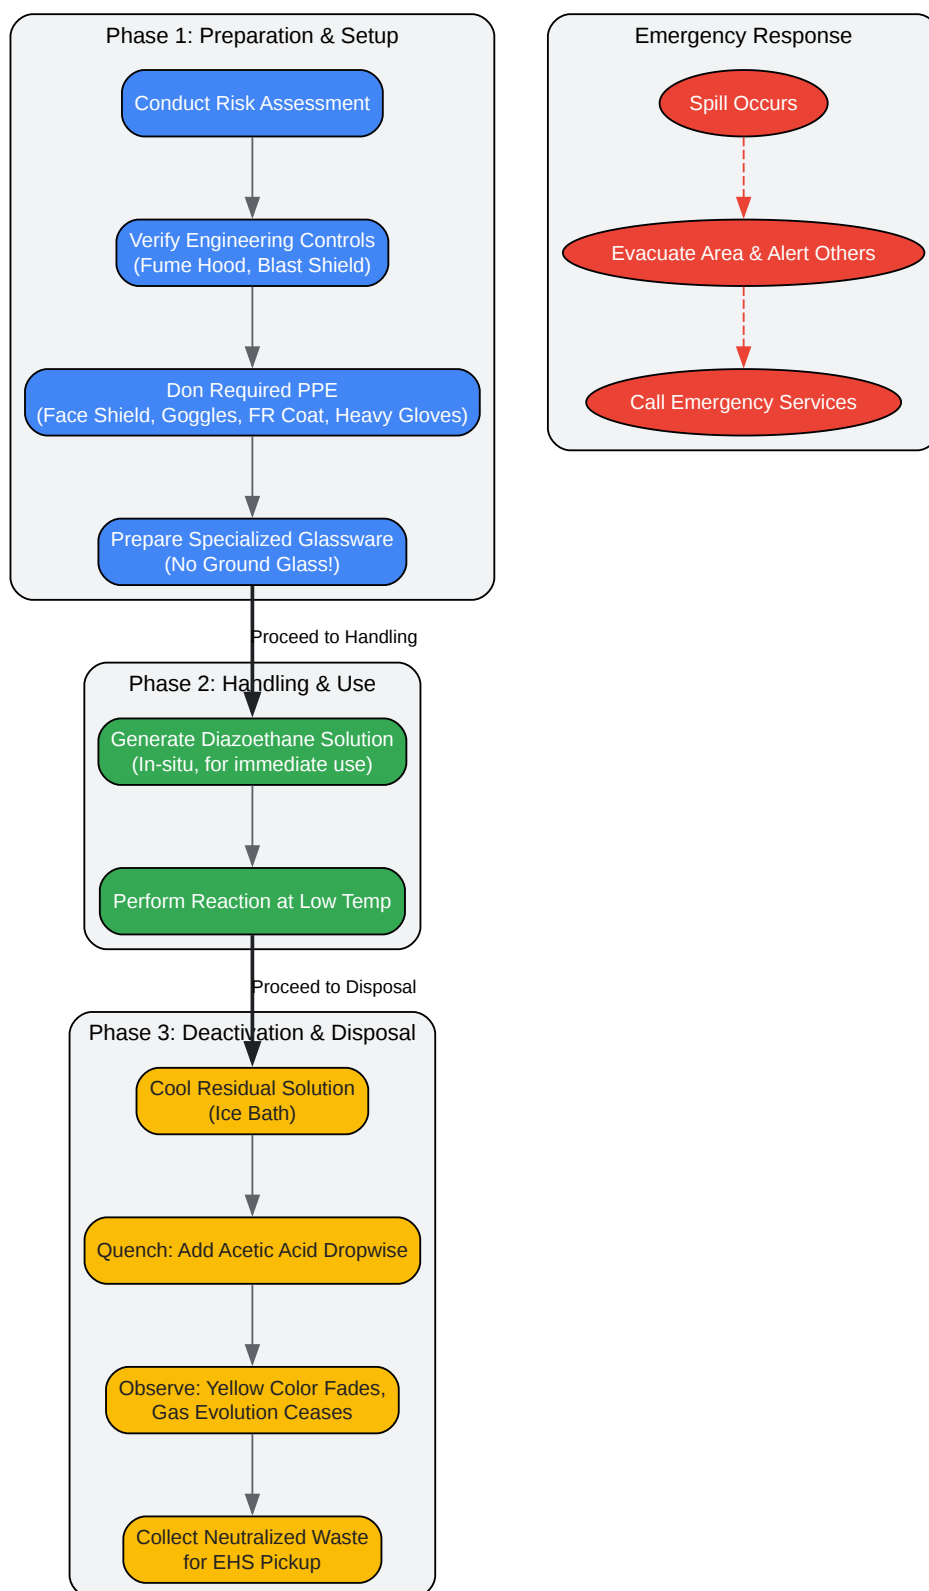 Phase 1: Preparation & Setup
Conduct Risk Assessment
Verify Engineering Controls
(Fume Hood, Blast Shield)
Don Required PPE
(Face Shield, Goggles, FR Coat, Heavy Gloves)
Prepare Specialized Glassware
(No Ground Glass!)
Proceed to Handling
Phase 2: Handling & Use
Generate Diazoethane Solution
(In-situ, for immediate use)
Perform Reaction at Low Temp
Proceed to Disposal
Phase 3: Deactivation & Disposal
Cool Residual Solution
(Ice Bath)
Quench: Add Acetic Acid Dropwise
Observe: Yellow Color Fades,
Gas Evolution Ceases
Collect Neutralized Waste
for EHS Pickup
Emergency Response
Spill Occurs
Evacuate Area & Alert Others
Call Emergency Services